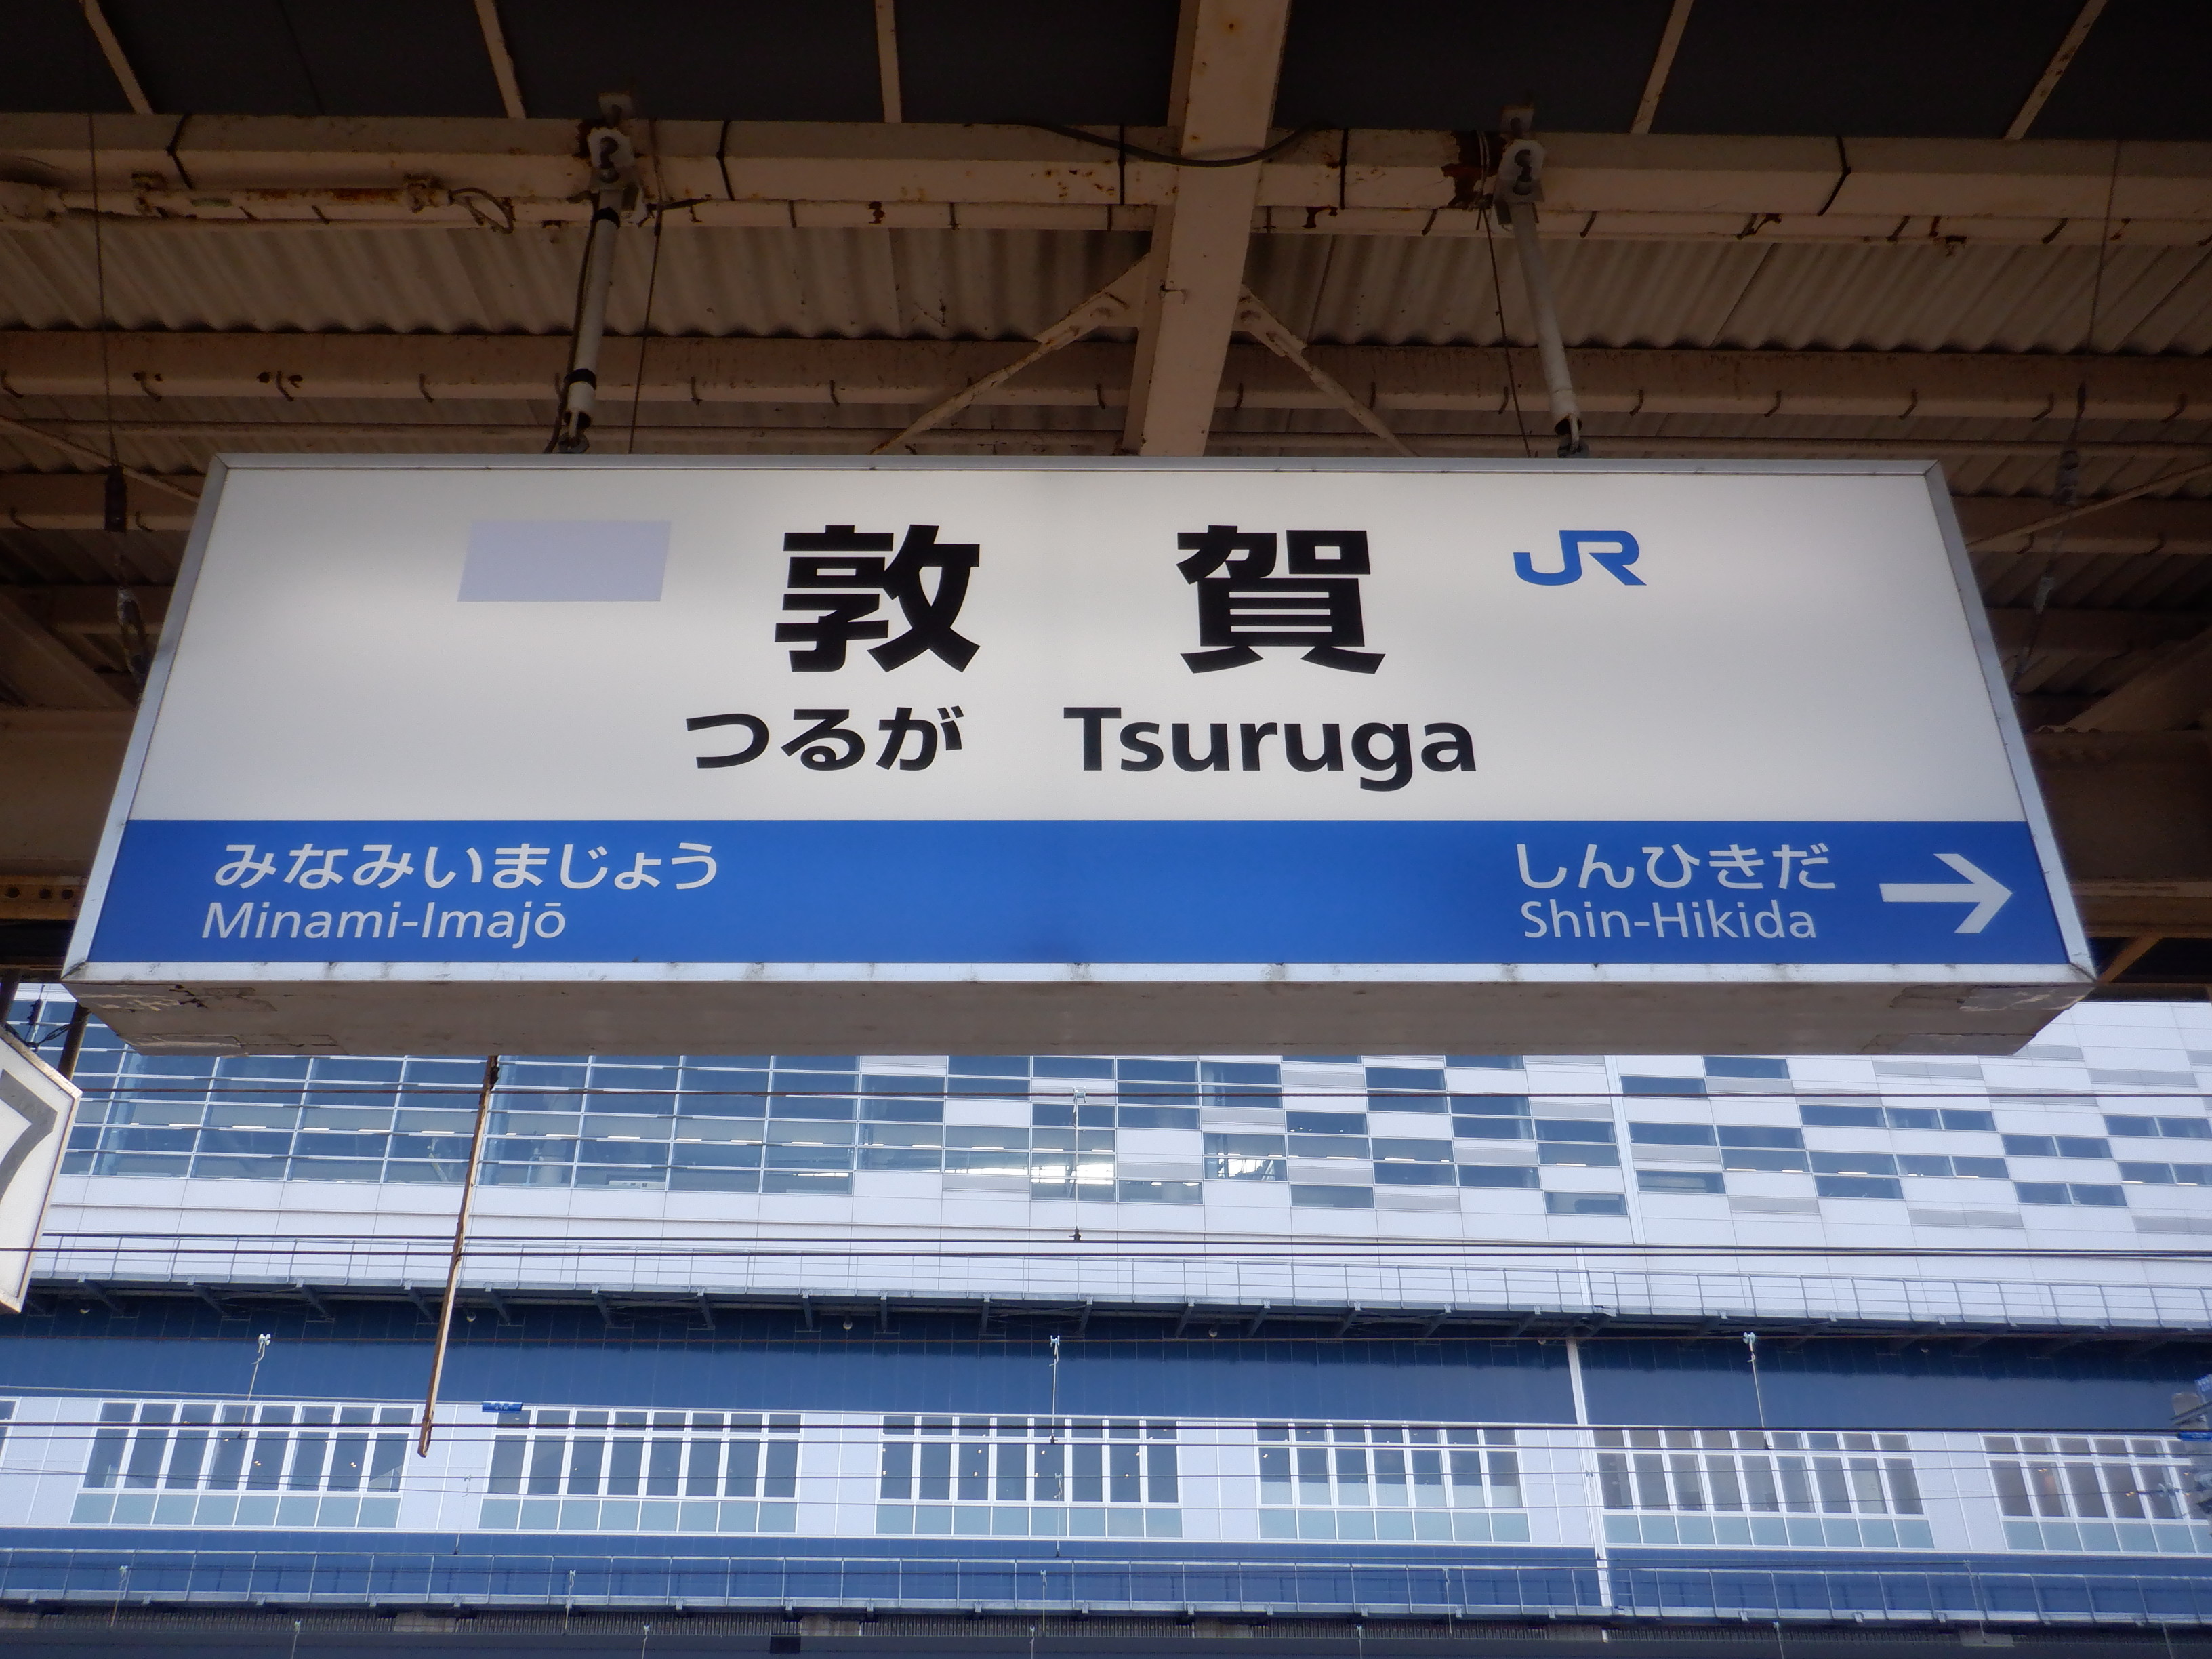 敦賀 JR
つるが Tsuruga
みなみいまじょう しんひきだ →
Minami-Imajō Shin-Hikida